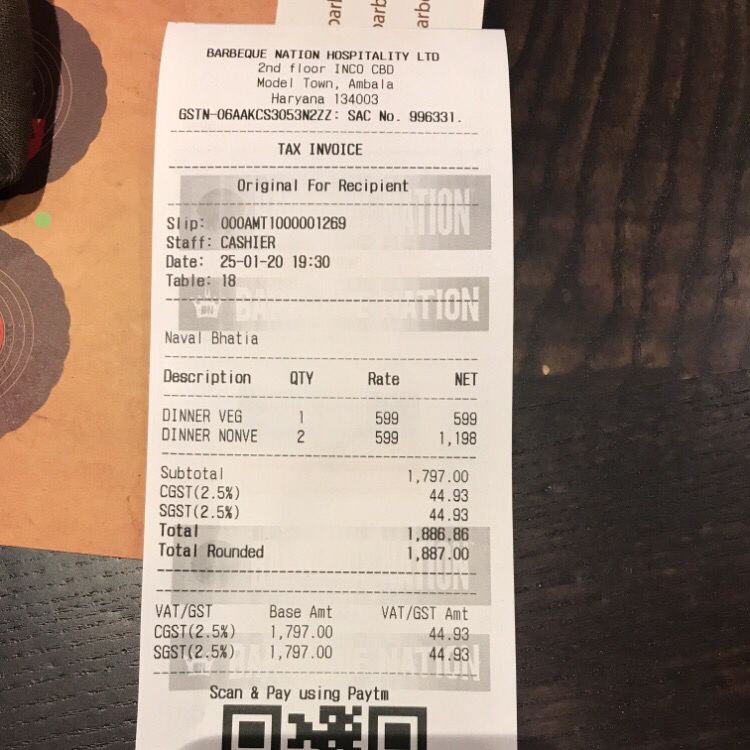 BARBEQUE NATION HOSPITALITY LTD
2nd floor INCO CBD
Model Town, Ambala
Haryana 134003
GSTN-06AAKCS3053N2ZZ: SAC No. 996331.
TAX INVOICE
Original For Recipient
Slip: 000AMT1000001269
Staff: CASHIER
Date: 25-01-20 19:30
Table: 18
Naval Bhatia
Description QTY Rate NET
DINNER VEG 1 599 599
DINNER NONVE 2 599 1,198
Subtotal 1,797.00
CGST(2.5%) 44.93
SGST(2.5%) 44.93
Total 1,886.86
Total Rounded 1,887.00
VAT/GST Base Amt VAT/GST Amt
CGST(2.5%) 1,797.00 44.93
SGST(2.5%) 1,797.00 44.93
Scan & Pay using Paytm